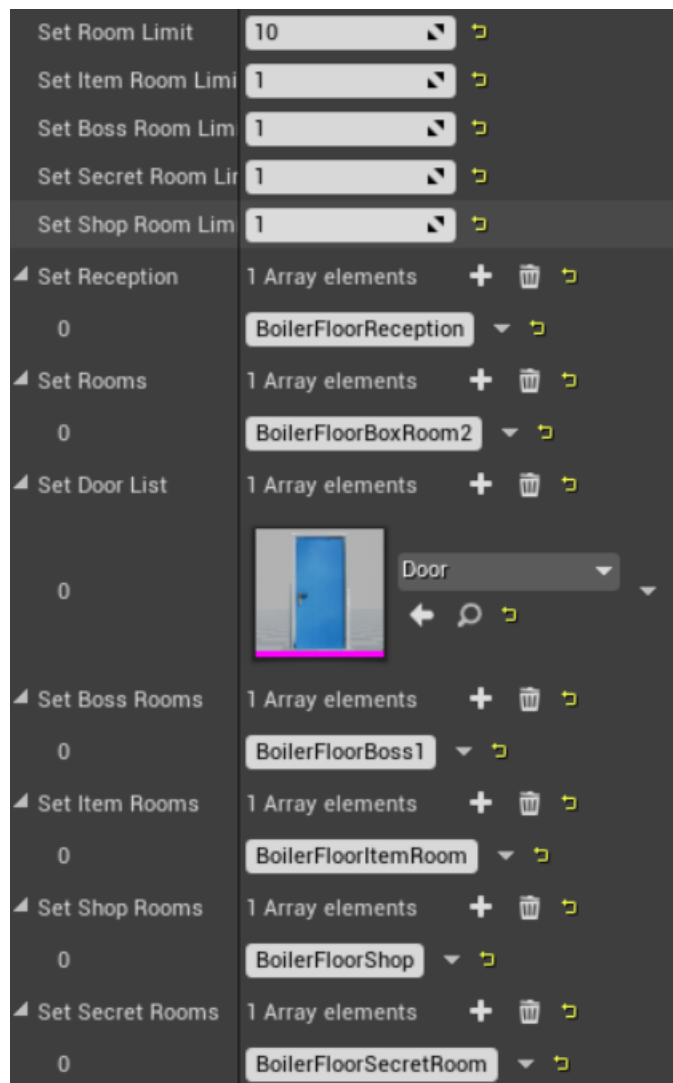 Set Room Limit 10
Set Item Room Limi 1
Set Boss Room Lim 1
Set Secret Room Lir 1
Set Shop Room Lim 1
Set Reception 1 Array elements
0 BoilerFloorReception
Set Rooms 1 Array elements
0 BoilerFloorBoxRoom2
Set Door List 1 Array elements
0 Door
Set Boss Rooms 1 Array elements
0 BoilerFloorBoss1
Set Item Rooms 1 Array elements
0 BoilerFloorItemRoom
Set Shop Rooms 1 Array elements
0 BoilerFloorShop
Set Secret Rooms 1 Array elements
0 BoilerFloorSecretRoom